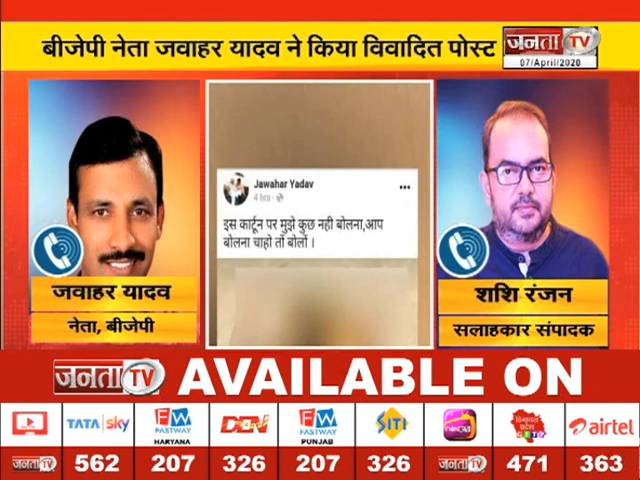 बीजेपी नेता जवाहर यादव ने किया विवादित पोस्ट
जनता TV
07/April/2020
Jawahar Yadav
4 hrs
इस कार्टून पर मुझे कुछ नही बोलना,आप
बोलना चाहो तो बोलों ।
जवाहर यादव
नेता, बीजेपी
शशि रंजन
सलाहकार संपादक
जनता TV AVAILABLE ON
TATA sky
FW FASTWAY HARYANA
DEN
FW FASTWAY PUNJAB
SITI
airtel
जनता TV 562 207 326 207 326 जनता TV 471 363